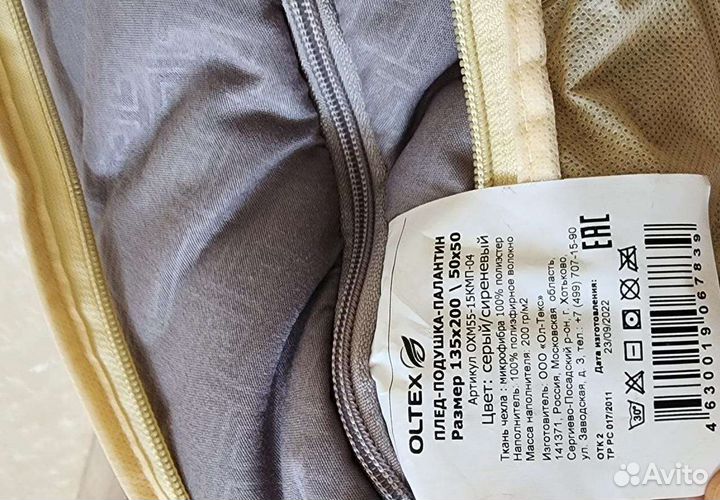 OLTEX
ПЛЕД-ПОДУШКА-ПАЛАНТИН
Размер 135х200 \ 50х50
Артикул ОХМ55-15КМП-04
Цвет: серый/сиреневый
Ткань чехла : микрофибра 100% полиэстер
Наполнитель: 100% полиэфирное волокно
Масса наполнителя: 200 гр/м2
Изготовитель: ООО «Ол-Текс»
141371, Россия, Московская область,
Сергиево-Посадский р-он, г. Хотьково,
ул. Заводская, д. 3, тел.: +7 (499) 707-15-90
Дата изготовления:
23/09/2022
ОТК 2
ТР РС 017/2011
EAC
30°
4630019067839
Avito